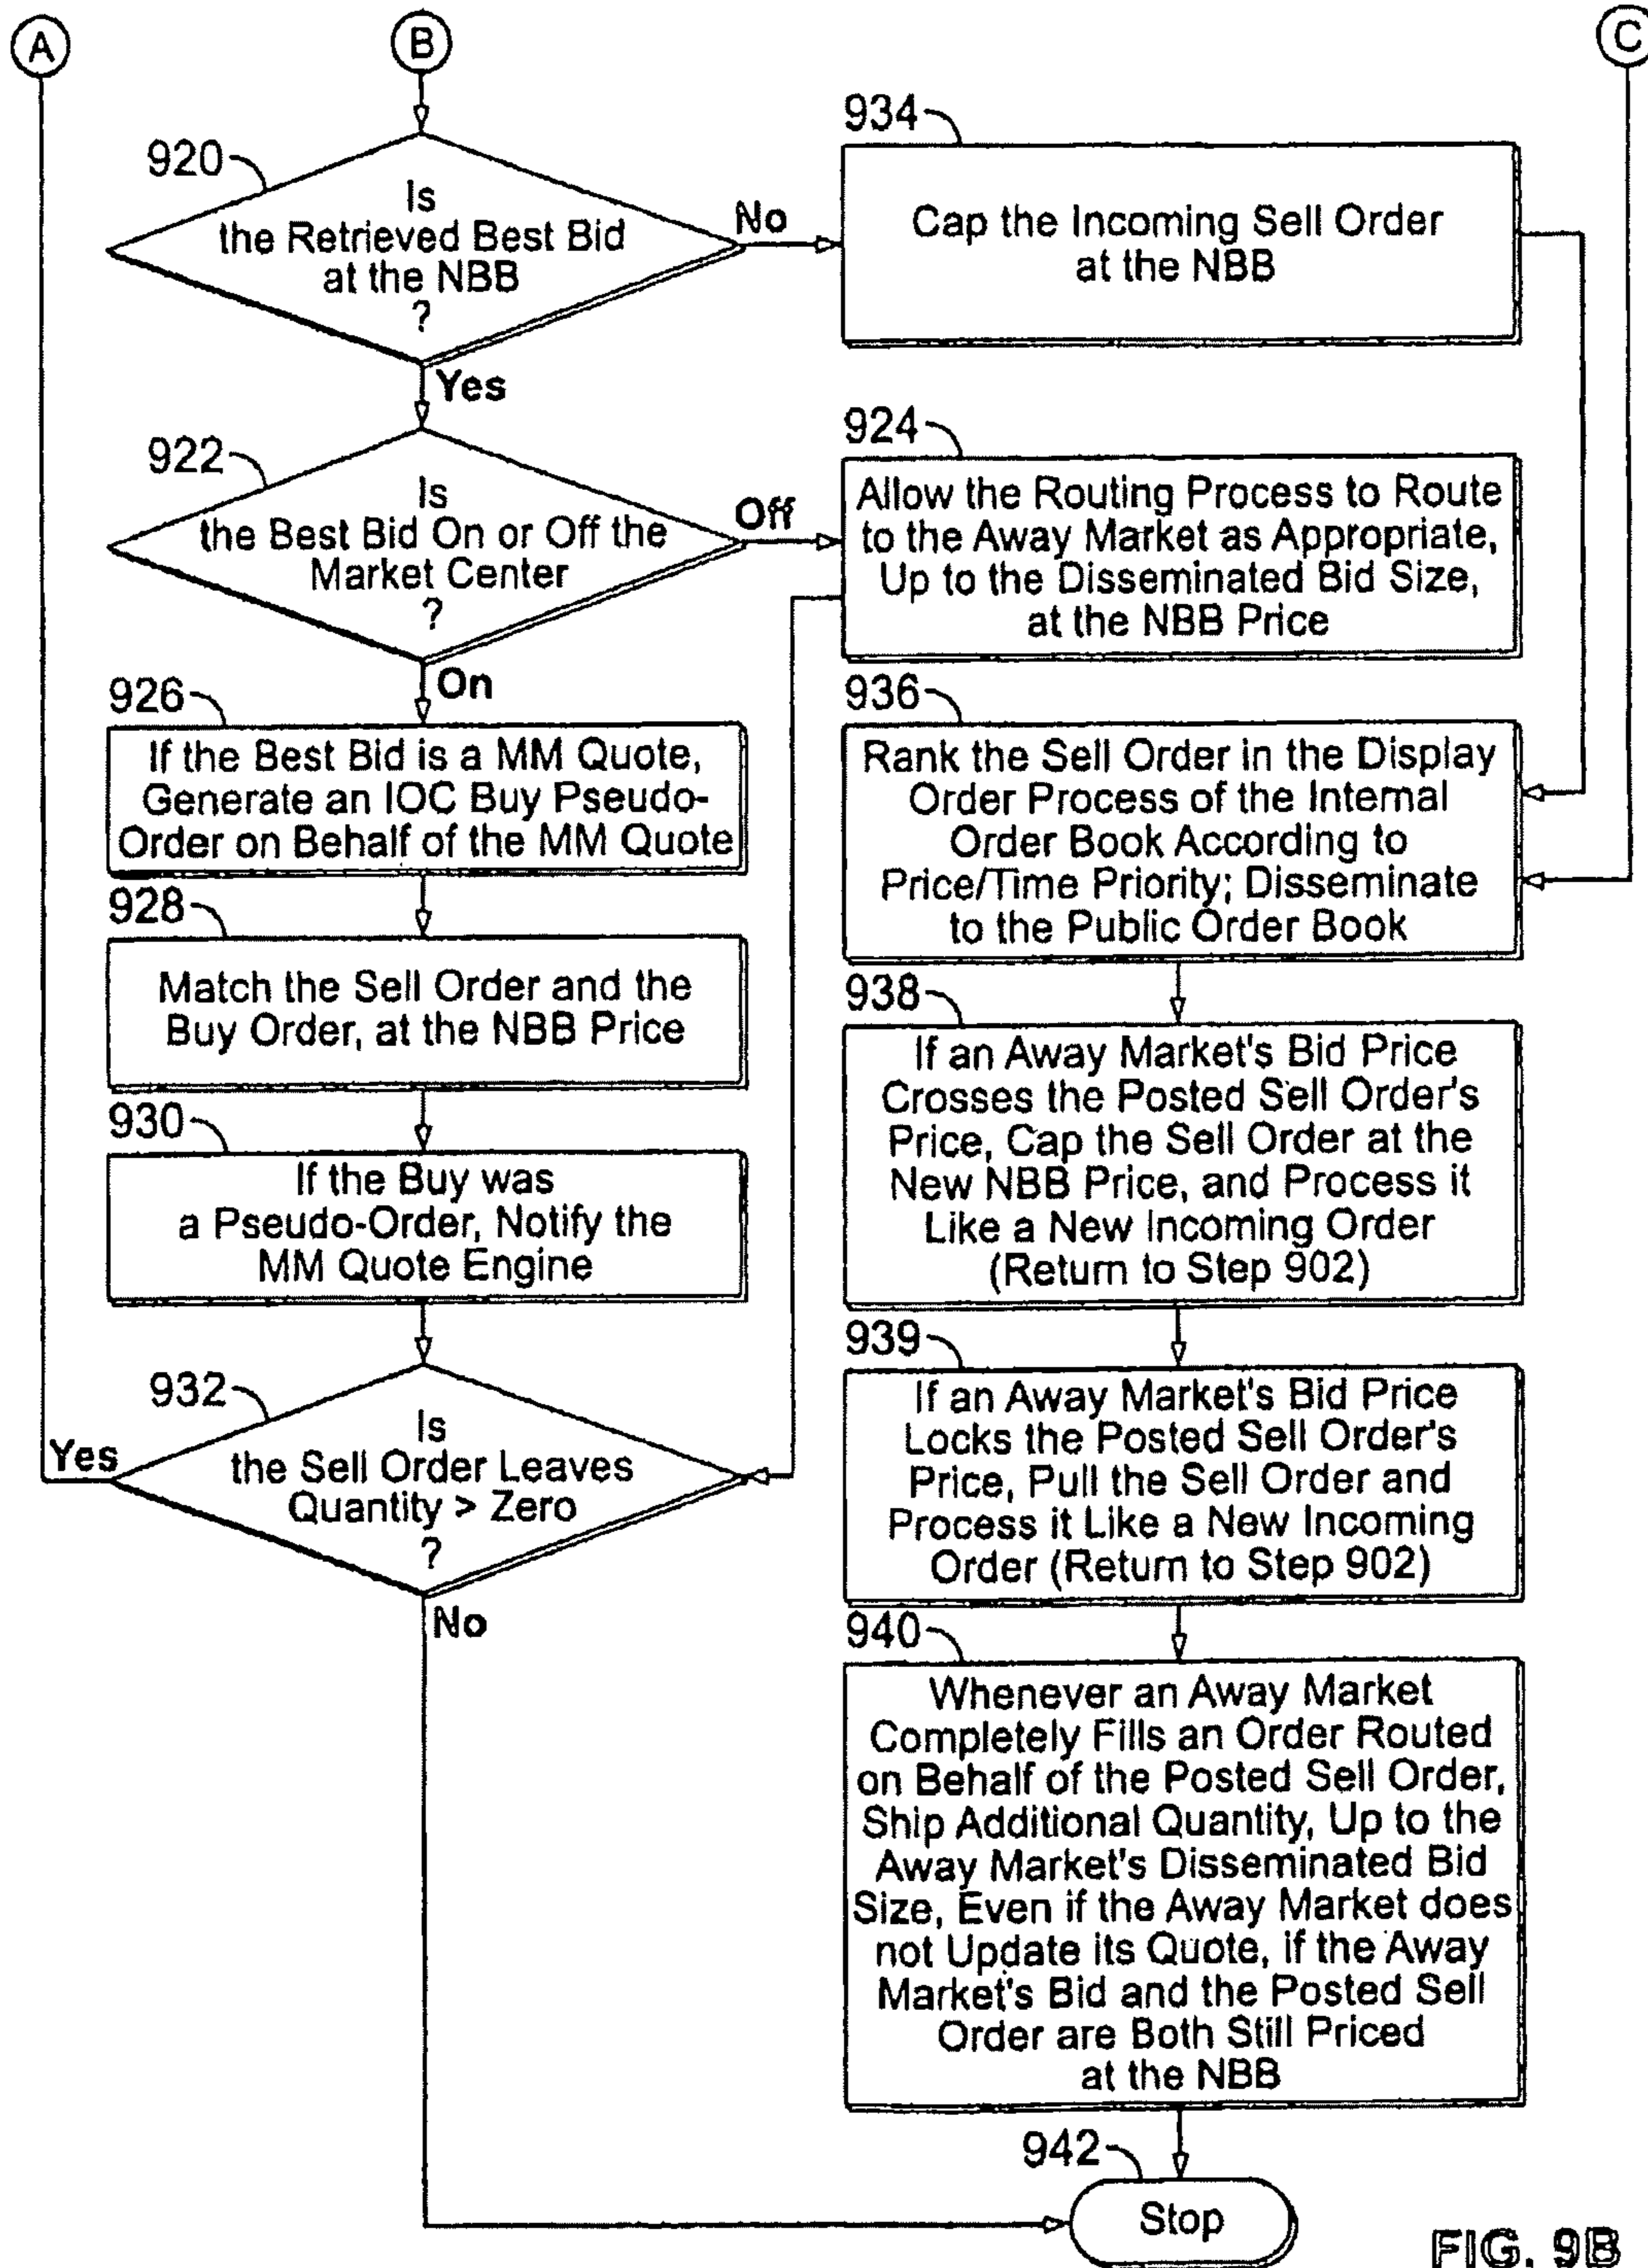 A
B
C
920
Is
the Retrieved Best Bid
at the NBB
?
No
Yes
934
Cap the Incoming Sell Order
at the NBB
922
Is
the Best Bid On or Off the
Market Center
?
Off
On
924
Allow the Routing Process to Route
to the Away Market as Appropriate,
Up to the Disseminated Bid Size,
at the NBB Price
926
If the Best Bid is a MM Quote,
Generate an IOC Buy Pseudo-
Order on Behalf of the MM Quote
928
Match the Sell Order and the
Buy Order, at the NBB Price
930
If the Buy was
a Pseudo-Order, Notify the
MM Quote Engine
932
Is
the Sell Order Leaves
Quantity > Zero
?
Yes
No
936
Rank the Sell Order in the Display
Order Process of the Internal
Order Book According to
Price/Time Priority; Disseminate
to the Public Order Book
938
If an Away Market's Bid Price
Crosses the Posted Sell Order's
Price, Cap the Sell Order at the
New NBB Price, and Process it
Like a New Incoming Order
(Return to Step 902)
939
If an Away Market's Bid Price
Locks the Posted Sell Order's
Price, Pull the Sell Order and
Process it Like a New Incoming
Order (Return to Step 902)
940
Whenever an Away Market
Completely Fills an Order Routed
on Behalf of the Posted Sell Order,
Ship Additional Quantity, Up to the
Away Market's Disseminated Bid
Size, Even if the Away Market does
not Update its Quote, if the Away
Market's Bid and the Posted Sell
Order are Both Still Priced
at the NBB
942
Stop
FIG. 9B